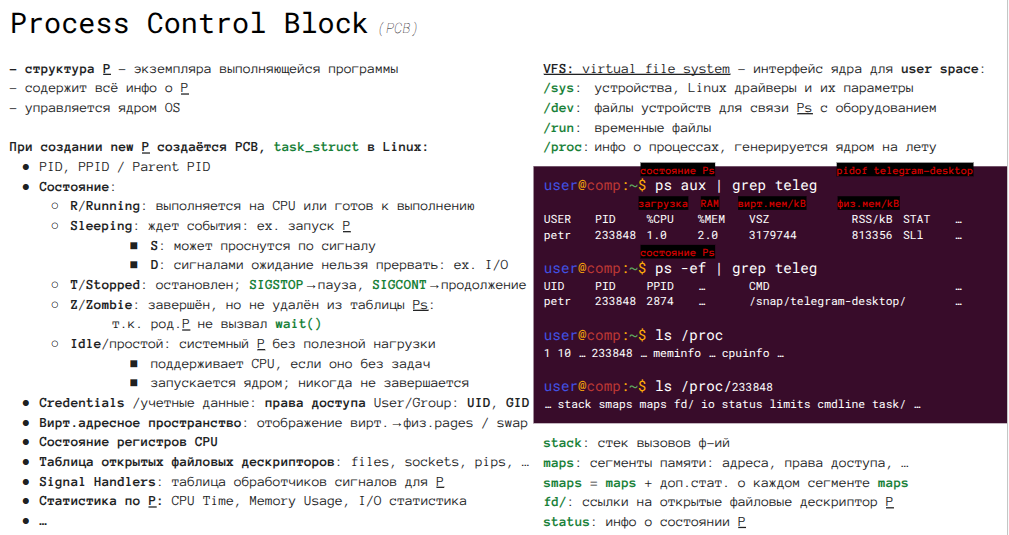 Process Control Block (PCB)
– структура P – экземпляра выполняющейся программы
– содержит всё инфо о P
– управляется ядром OS
При создании new P создаётся PCB, task_struct в Linux:
● PID, PPID / Parent PID
● Состояние:
○ R/Running: выполняется на CPU или готов к выполнению
○ Sleeping: ждет события: ex. запуск P
■ S: может проснутся по сигналу
■ D: сигналами ожидание нельзя прервать: ex. I/O
○ T/Stopped: остановлен; SIGSTOP→пауза, SIGCONT→продолжение
○ Z/Zombie: завершён, но не удалён из таблицы Ps:
т.к. род.P не вызвал wait()
○ Idle/простой: системный P без полезной нагрузки
■ поддерживает CPU, если оно без задач
■ запускается ядром; никогда не завершается
● Credentials /учетные данные: права доступа User/Group: UID, GID
● Вирт.адресное пространство: отображение вирт.→физ.pages / swap
● Состояние регистров CPU
● Таблица открытых файловых дескрипторов: files, sockets, pips, …
● Signal Handlers: таблица обработчиков сигналов для P
● Статистика по P: CPU Time, Memory Usage, I/O статистика
● …
VFS: virtual file system – интерфейс ядра для user space:
/sys: устройства, Linux драйверы и их параметры
/dev: файлы устройств для связи Ps с оборудованием
/run: временные файлы
/proc: инфо о процессах, генерируется ядром на лету
состояние Ps pidof telegram-desktop
user@comp:~$ ps aux | grep teleg
загрузка RAM вирт.мем/kB физ.мем/kB
USER PID %CPU %MEM VSZ RSS/kB STAT …
petr 233848 1.0 2.0 3179744 813356 SLl …
состояние Ps
user@comp:~$ ps -ef | grep teleg
UID PID PPID … CMD …
petr 233848 2874 … /snap/telegram-desktop/ …
user@comp:~$ ls /proc
1 10 … 233848 … meminfo … cpuinfo …
user@comp:~$ ls /proc/233848
… stack smaps maps fd/ io status limits cmdline task/ …
stack: стек вызовов ф-ий
maps: сегменты памяти: адреса, права доступа, …
smaps = maps + доп.стат. о каждом сегменте maps
fd/: ссылки на открытые файловые дескриптор P
status: инфо о состоянии P